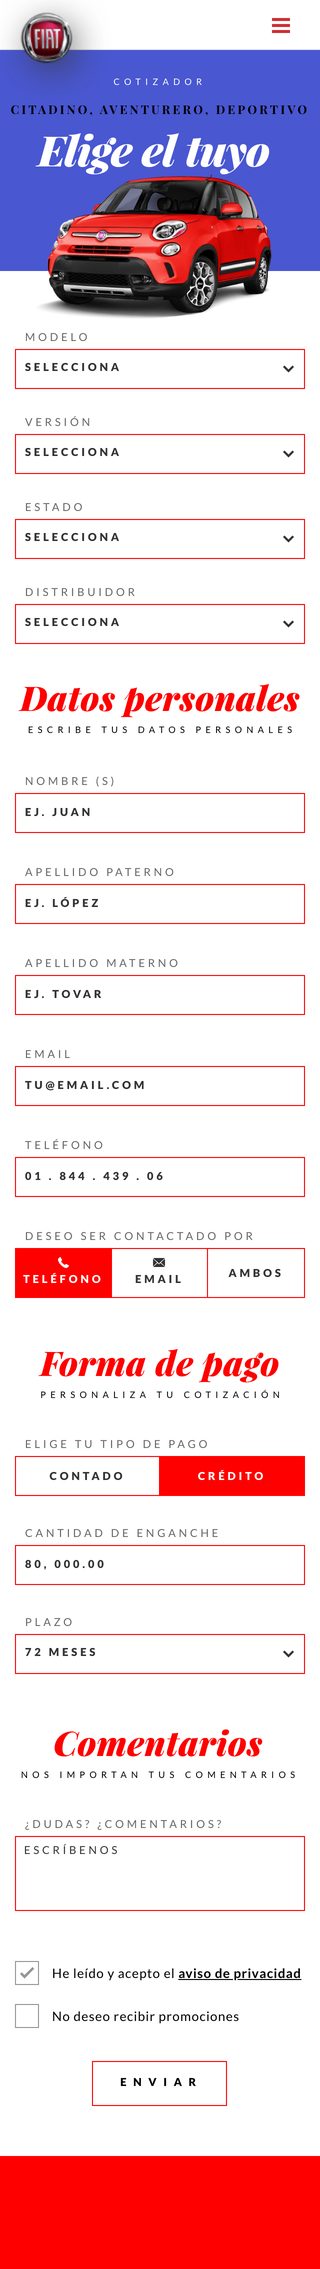 FIAT
COTIZADOR
CITADINO, AVENTURERO, DEPORTIVO
Elige el tuyo
MODELO
SELECCIONA
VERSIÓN
SELECCIONA
ESTADO
SELECCIONA
DISTRIBUIDOR
SELECCIONA
Datos personales
ESCRIBE TUS DATOS PERSONALES
NOMBRE (S)
EJ. JUAN
APELLIDO PATERNO
EJ. LÓPEZ
APELLIDO MATERNO
EJ. TOVAR
EMAIL
TU@EMAIL.COM
TELÉFONO
01 . 844 . 439 . 06
DESEO SER CONTACTADO POR
TELÉFONO EMAIL AMBOS
Forma de pago
PERSONALIZA TU COTIZACIÓN
ELIGE TU TIPO DE PAGO
CONTADO CRÉDITO
CANTIDAD DE ENGANCHE
80, 000.00
PLAZO
72 MESES
Comentarios
NOS IMPORTAN TUS COMENTARIOS
¿DUDAS? ¿COMENTARIOS?
ESCRÍBENOS
He leído y acepto el aviso de privacidad
No deseo recibir promociones
ENVIAR